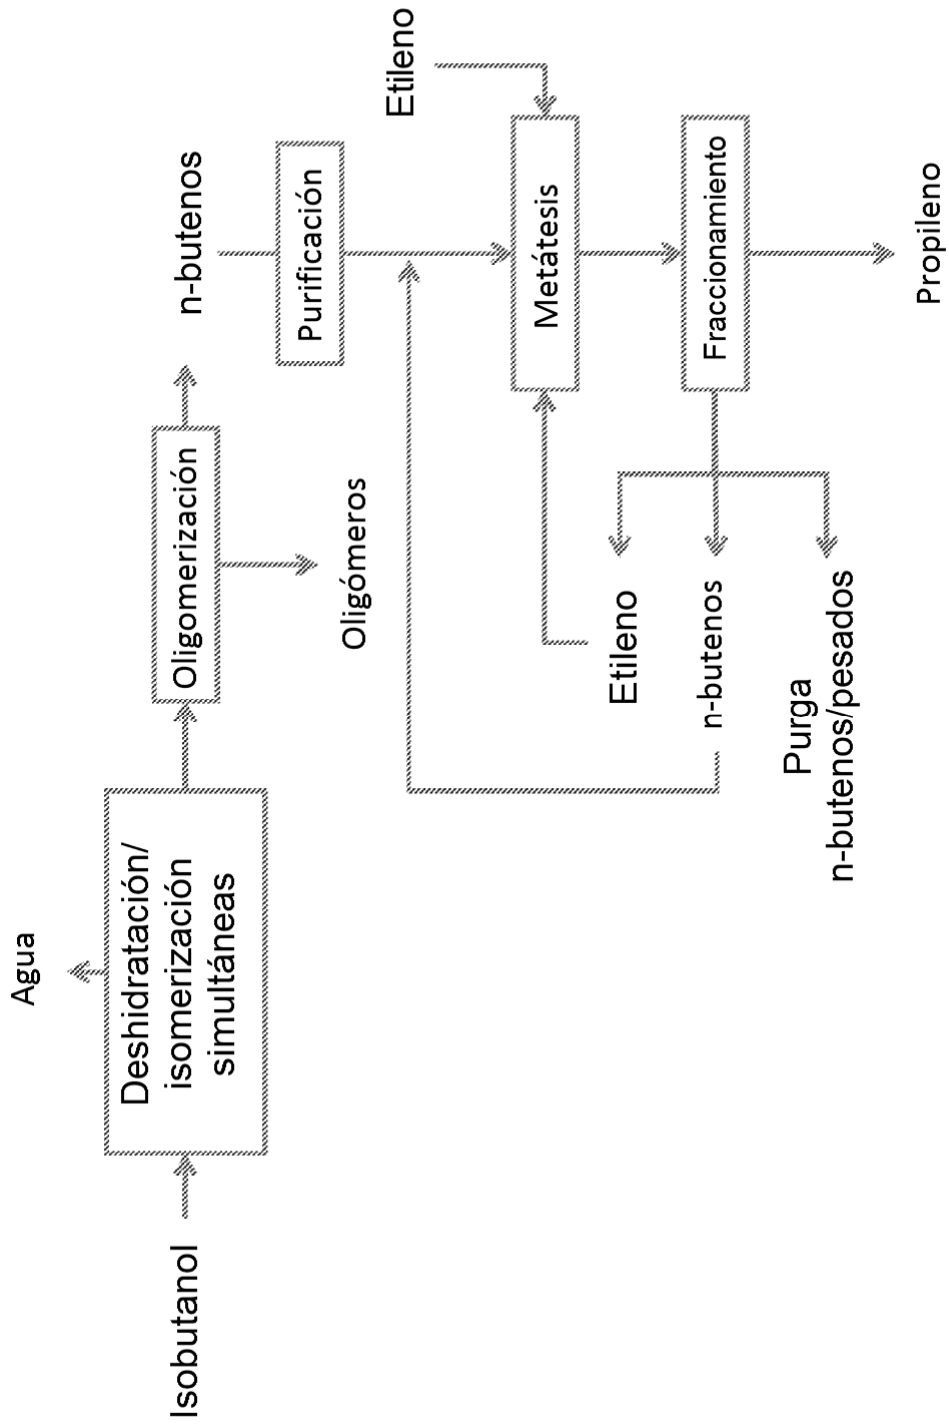 Agua
Isobutanol
Deshidratación/
isomerización
simultáneas
Oligomerización
n-butenos
Oligómeros
Purificación
Etileno
Metátesis
Etileno
n-butenos
Purga
n-butenos/pesados
Fraccionamiento
Propileno